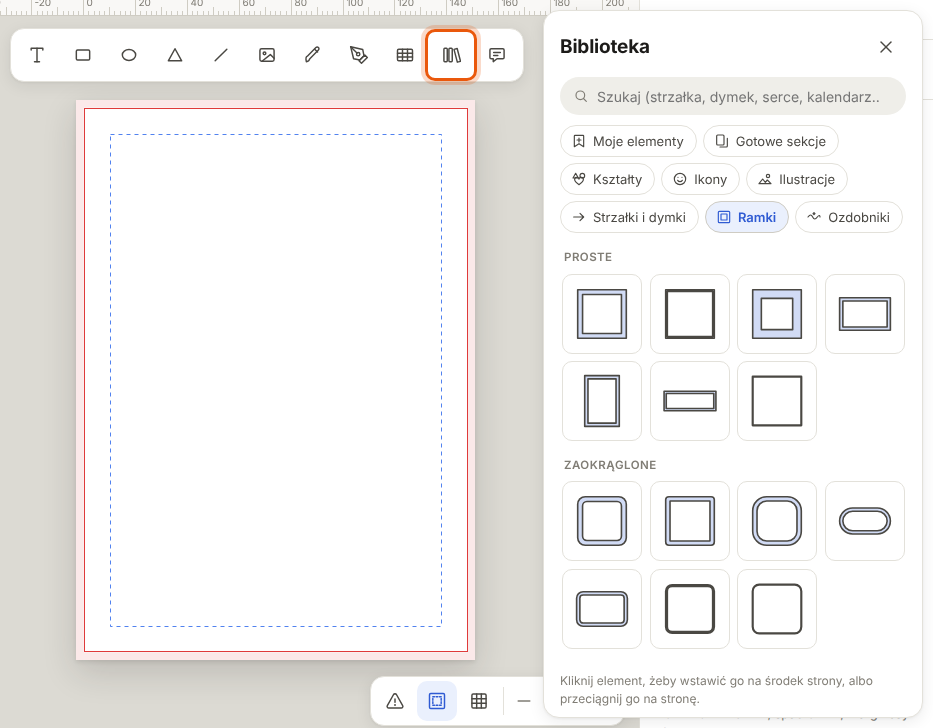 -20 0 20 40 60 80 100 120 140 160 180 200
Biblioteka
Szukaj (strzałka, dymek, serce, kalendarz..
Moje elementy
Gotowe sekcje
Kształty
Ikony
Ilustracje
Strzałki i dymki
Ramki
Ozdobniki
PROSTE
ZAOKRĄGLONE
Kliknij element, żeby wstawić go na środek strony, albo
przeciągnij go na stronę.